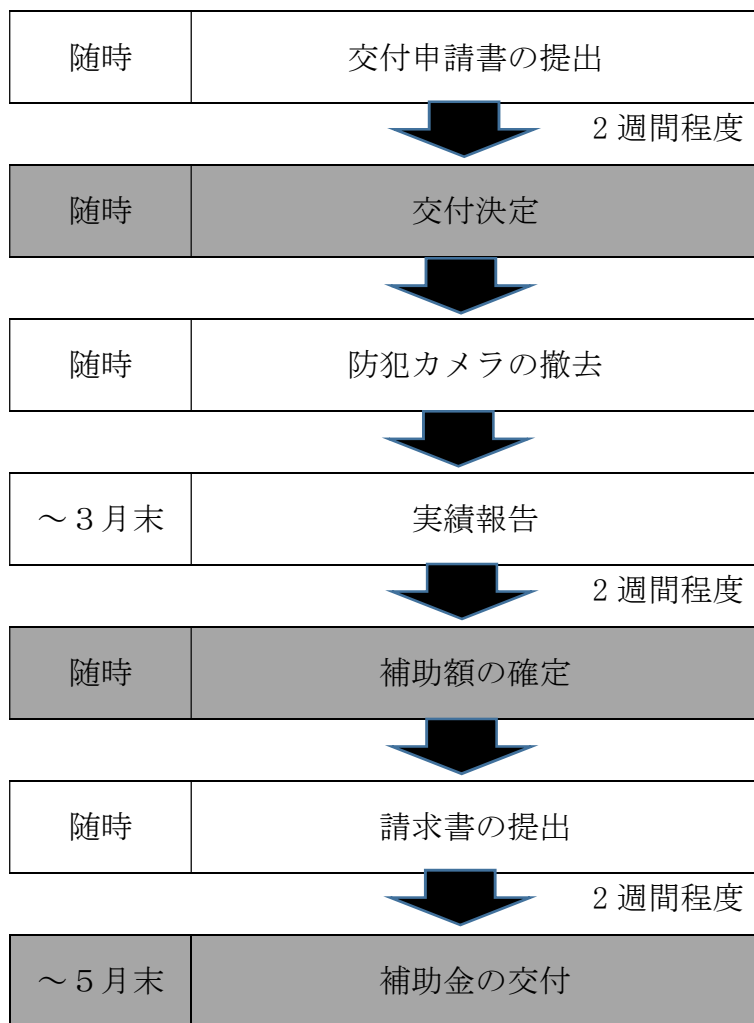 随時 交付申請書の提出
2週間程度
随時 交付決定
随時 防犯カメラの撤去
～３月末 実績報告
2週間程度
随時 補助額の確定
随時 請求書の提出
2週間程度
～５月末 補助金の交付